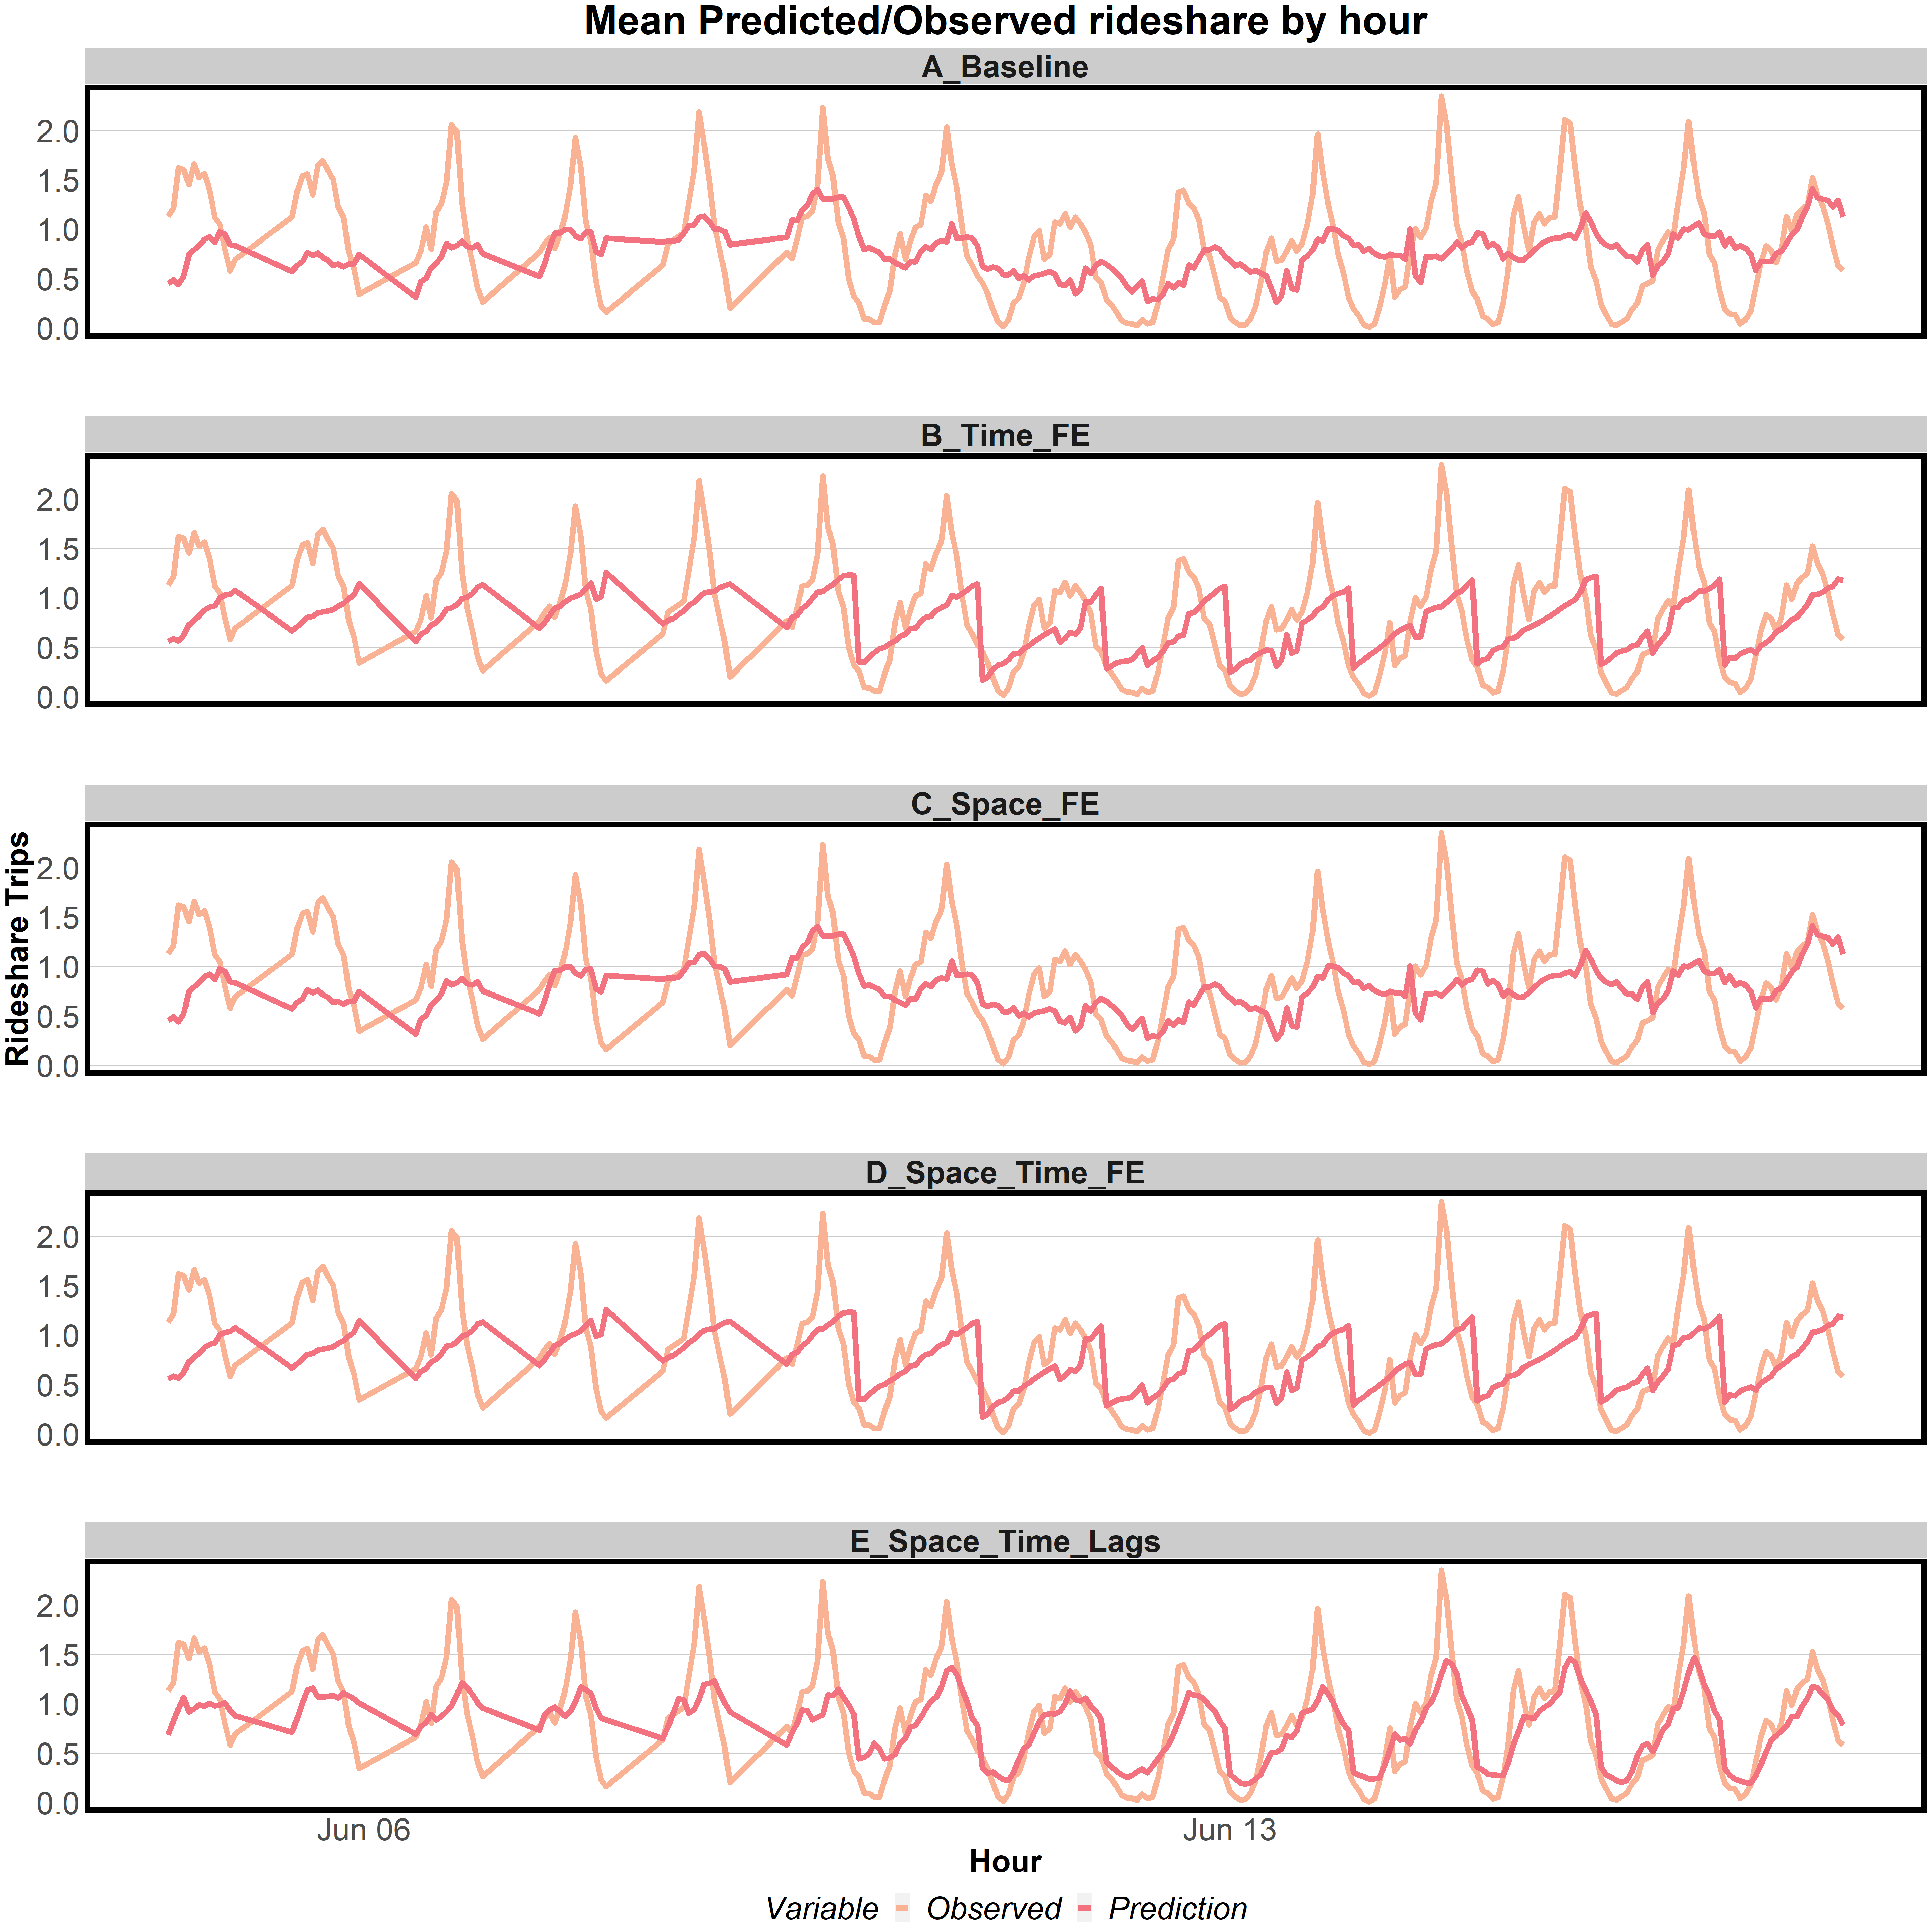 Mean Predicted/Observed rideshare by hour
A_Baseline
2.0
1.5
1.0
0.5
0.0
B_Time_FE
2.0
1.5
1.0
0.5
0.0
C_Space_FE
2.0
1.5
1.0
0.5
0.0
Rideshare Trips
D_Space_Time_FE
2.0
1.5
1.0
0.5
0.0
E_Space_Time_Lags
2.0
1.5
1.0
0.5
0.0
Jun 06 Jun 13
Hour
Variable Observed Prediction